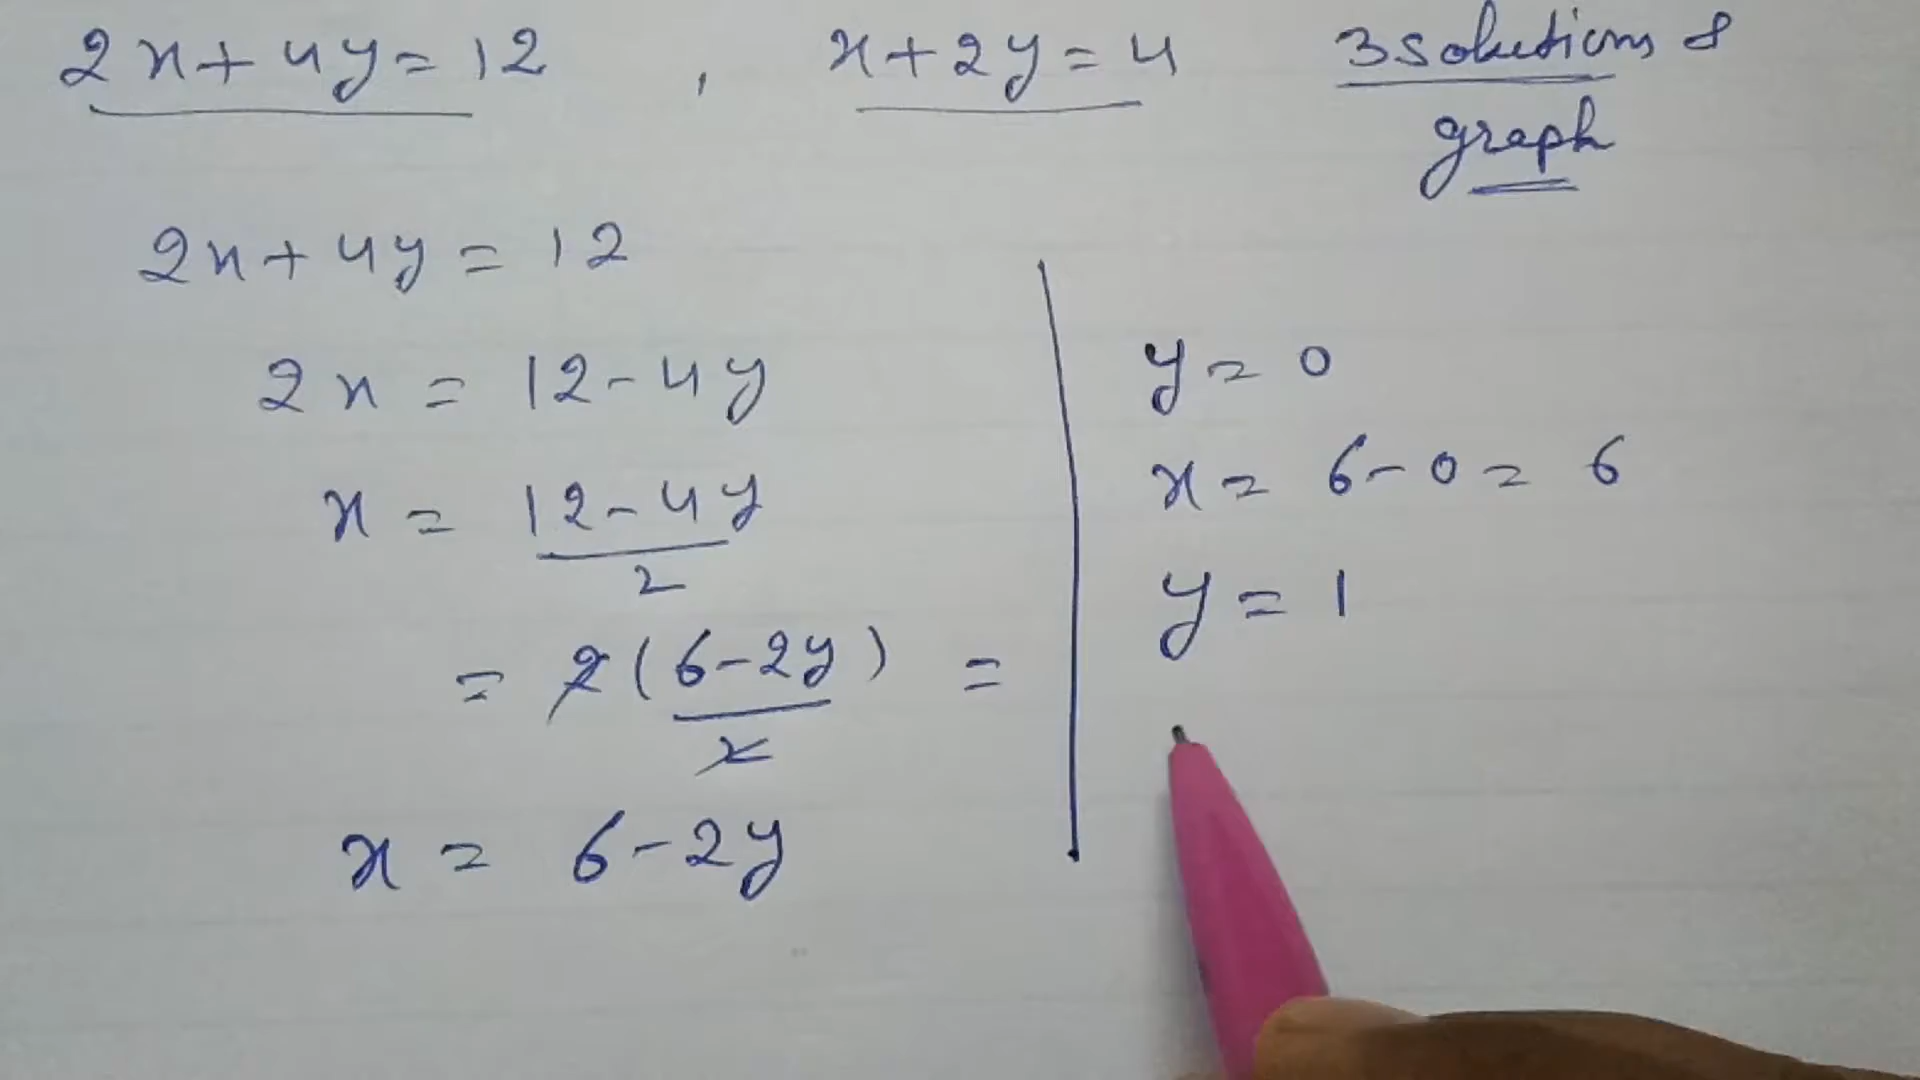 2x+4y=12 , x+2y=4 3 solutions &
graph
2x+4y=12
2x = 12-4y
x = 12-4y
2
= 2(6-2y) =
2
x = 6-2y
y = 0
x = 6-0 = 6
y = 1